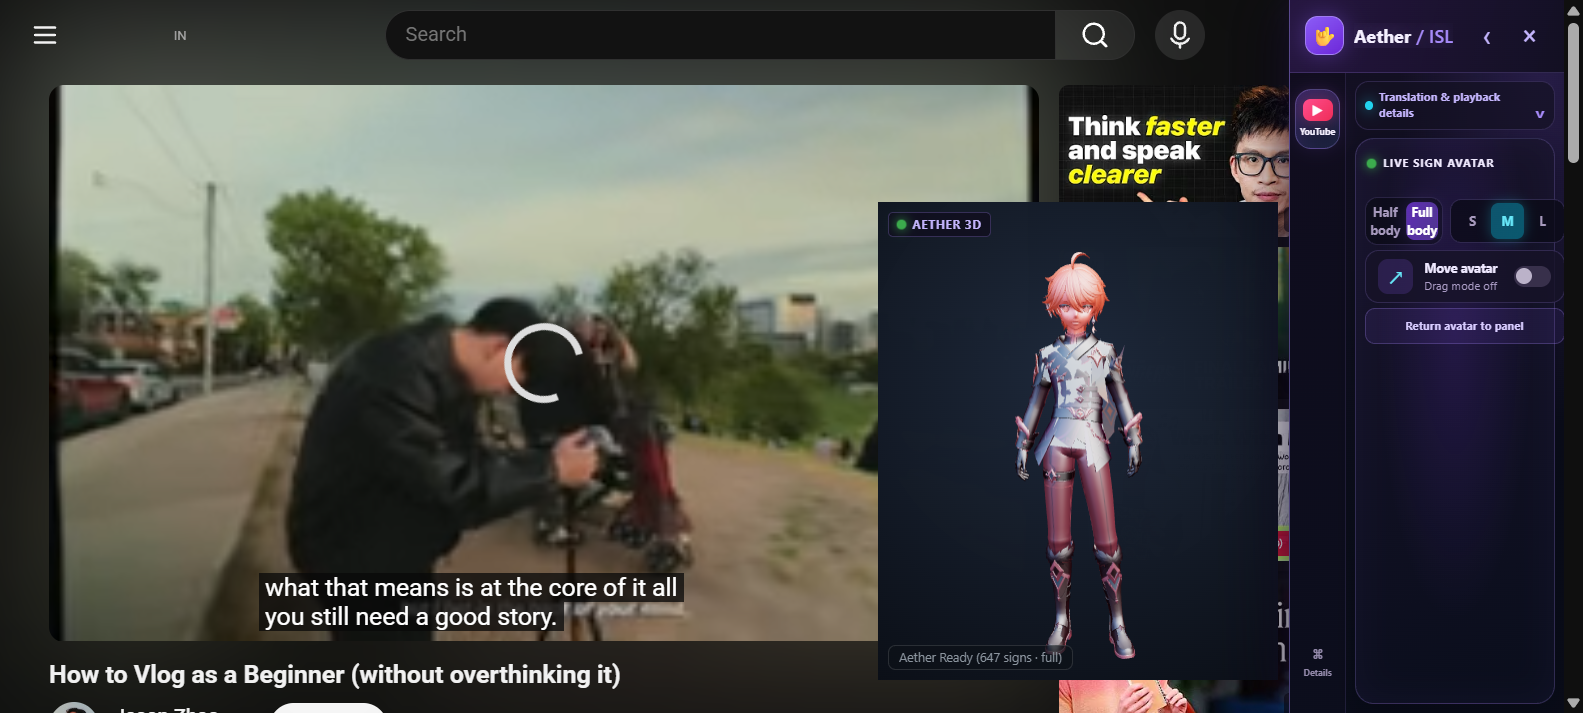 IN
Search
Aether / ISL
Think faster
and speak
clearer
YouTube
Translation & playback
details
LIVE SIGN AVATAR
Half
body
Full
body
S
M
L
Move avatar
Drag mode off
Return avatar to panel
AETHER 3D
Aether Ready (647 signs · full)
what that means is at the core of it all
you still need a good story.
of your mind.
How to Vlog as a Beginner (without overthinking it)
Details